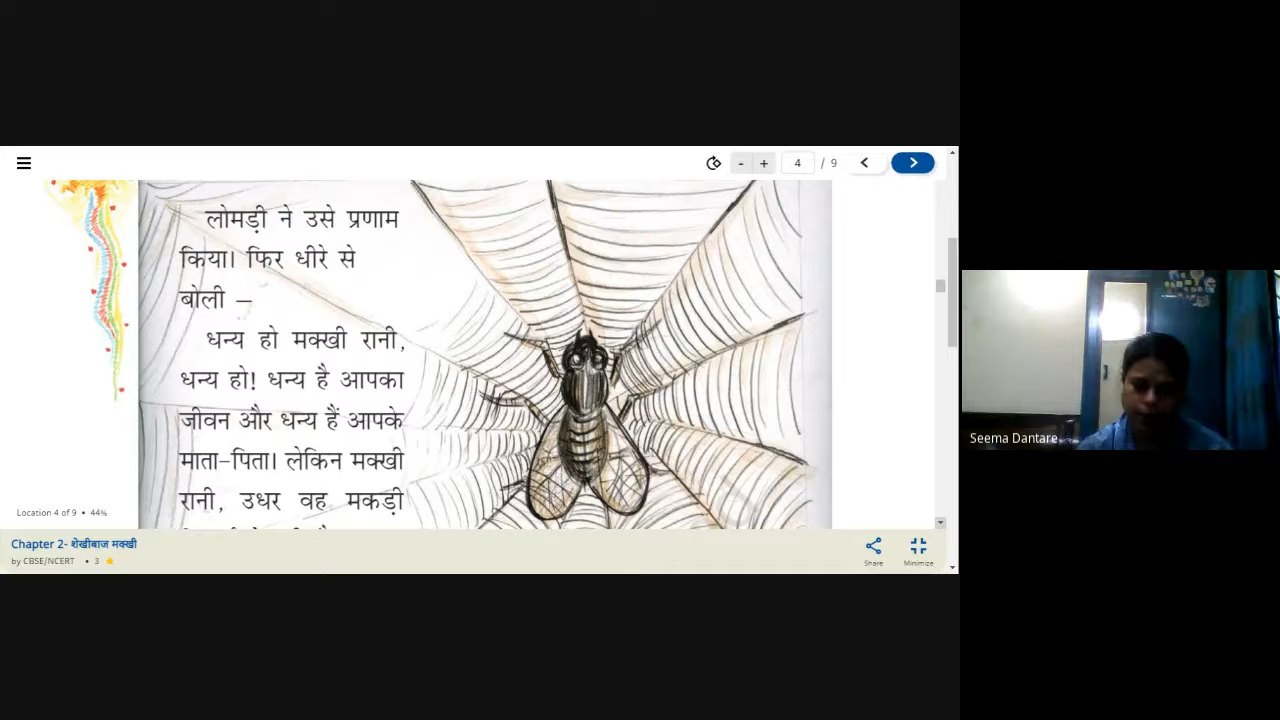 4 / 9
लोमड़ी ने उसे प्रणाम
किया। फिर धीरे से
बोली –
धन्य हो मक्खी रानी,
धन्य हो! धन्य है आपका
जीवन और धन्य हैं आपके
माता-पिता। लेकिन मक्खी
रानी, उधर वह मकड़ी
Location 4 of 9 • 44%
Chapter 2- शेखीबाज मक्खी
by CBSE/NCERT • 3
Share
Minimize
Seema Dantare